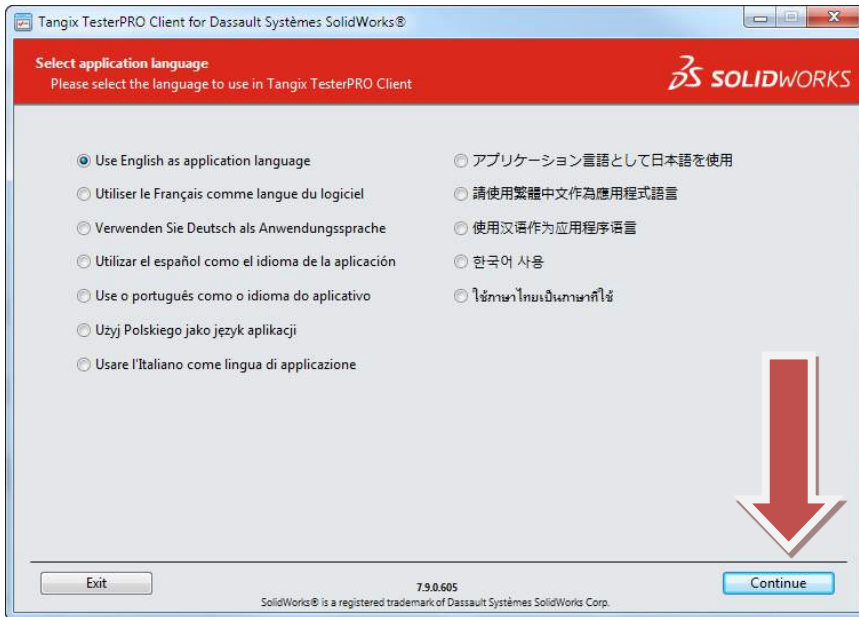 Tangix TesterPRO Client for Dassault Systèmes SolidWorks®
Select application language
Please select the language to use in Tangix TesterPRO Client
SOLIDWORKS
Use English as application language
Utiliser le Français comme langue du logiciel
Verwenden Sie Deutsch als Anwendungssprache
Utilizar el español como el idioma de la aplicación
Use o português como o idioma do aplicativo
Użyj Polskiego jako język aplikacji
Usare l'Italiano come lingua di applicazione
アプリケーション言語として日本語を使用
請使用繁體中文作為應用程式語言
使用汉语作为应用程序语言
한국어 사용
ใช้ภาษาไทยเป็นภาษาที่ใช้
Exit
7.9.0.605
SolidWorks® is a registered trademark of Dassault Systèmes SolidWorks Corp.
Continue